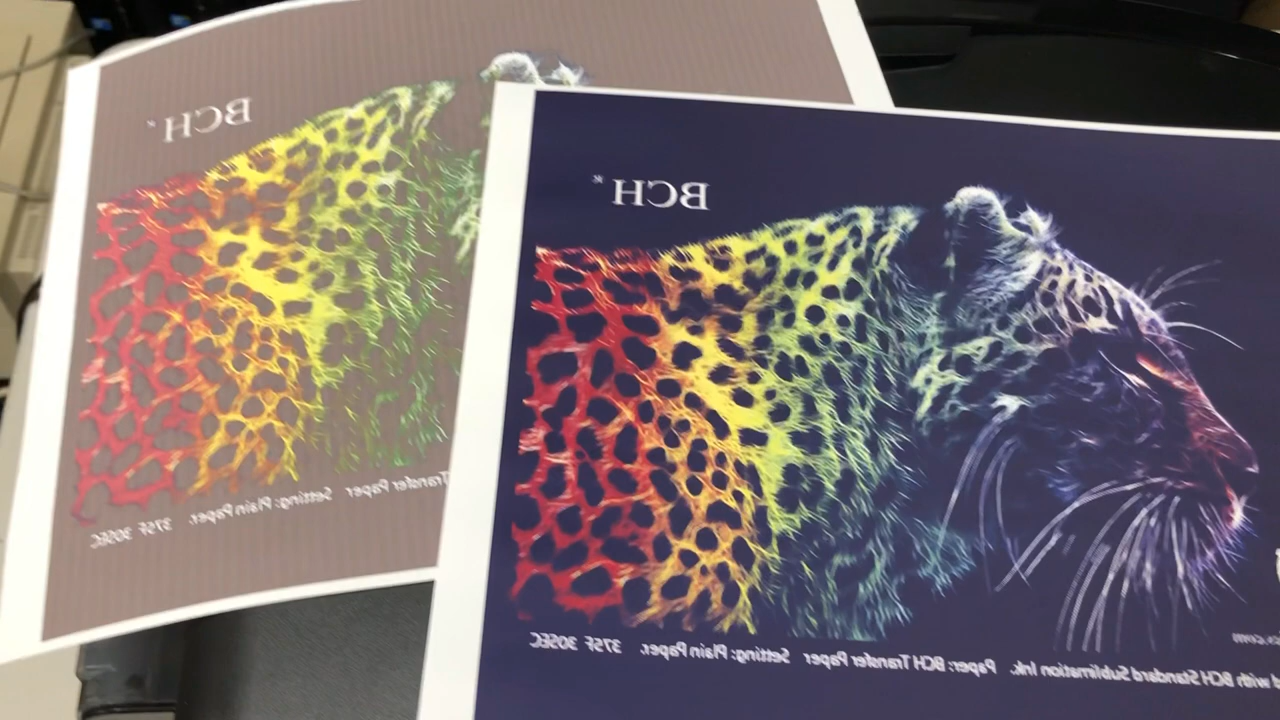 BCH
Transfer Paper Setting: Plain Paper. 375F 30SEC
BCH
d with BCH Standard Sublimation Ink. Paper: BCH Transfer Paper Setting: Plain Paper. 375F 30SEC
s.com